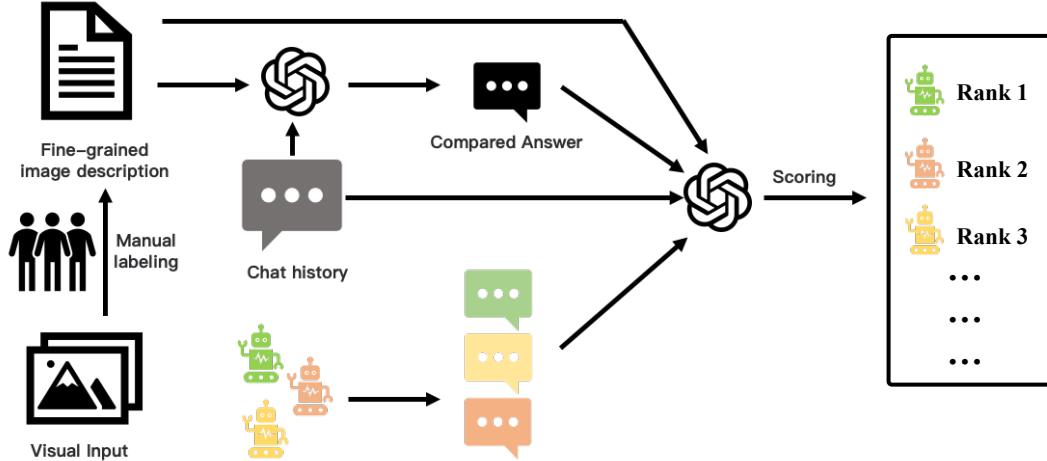 Fine-grained
image description
Manual
labeling
Visual Input
Chat history
Compared Answer
Scoring
Rank 1
Rank 2
Rank 3
...
...
...